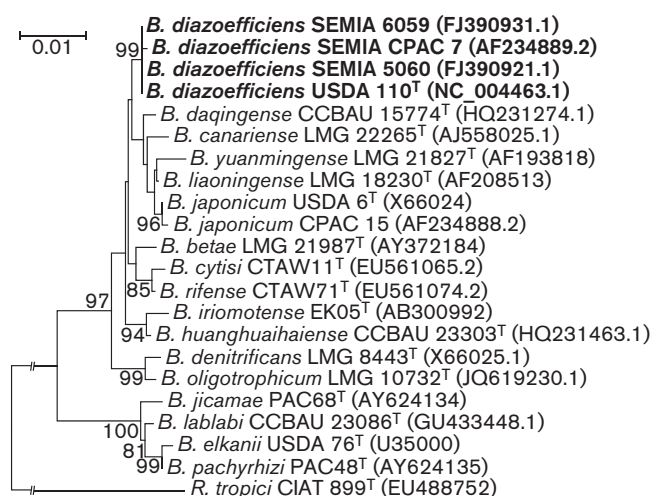 B. diazoefficiens SEMIA 6059 (FJ390931.1)
0.01
99
B. diazoefficiens SEMIA CPAC 7 (AF234889.2)
B. diazoefficiens SEMIA 5060 (FJ390921.1)
B. diazoefficiens USDA 110ᵀ (NC_004463.1)
B. daqingense CCBAU 15774ᵀ (HQ231274.1)
B. canariense LMG 22265ᵀ (AJ558025.1)
B. yuanmingense LMG 21827ᵀ (AF193818)
B. liaoningense LMG 18230ᵀ (AF208513)
B. japonicum USDA 6ᵀ (X66024)
96
B. japonicum CPAC 15 (AF234888.2)
B. betae LMG 21987ᵀ (AY372184)
B. cytisi CTAW11ᵀ (EU561065.2)
85
B. rifense CTAW71ᵀ (EU561074.2)
97
B. iriomotense EK05ᵀ (AB300992)
94
B. huanghuaihaiense CCBAU 23303ᵀ (HQ231463.1)
B. denitrificans LMG 8443ᵀ (X66025.1)
99
B. oligotrophicum LMG 10732ᵀ (JQ619230.1)
B. jicamae PAC68ᵀ (AY624134)
100
B. lablabi CCBAU 23086ᵀ (GU433448.1)
81
B. elkanii USDA 76ᵀ (U35000)
99
B. pachyrhizi PAC48ᵀ (AY624135)
R. tropici CIAT 899ᵀ (EU488752)